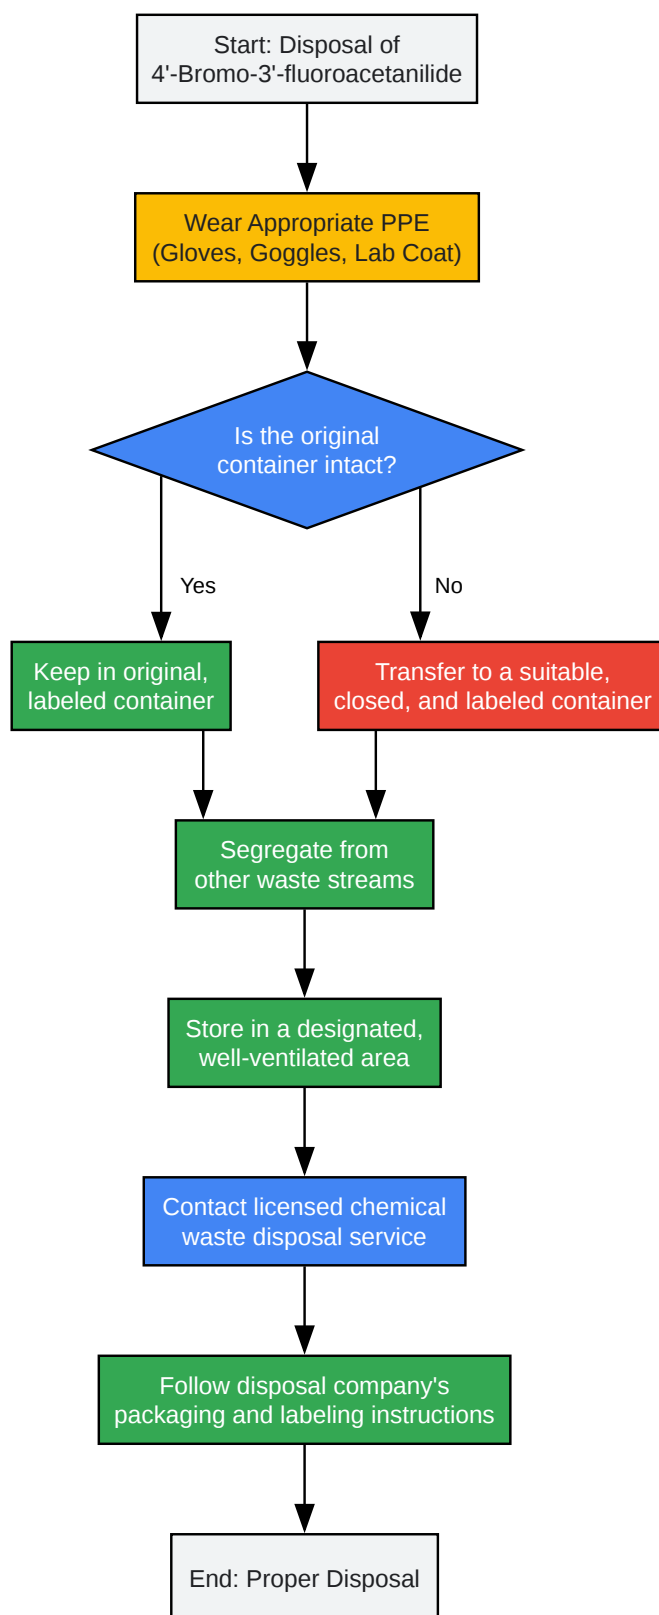 Start: Disposal of
4'-Bromo-3'-fluoroacetanilide
Wear Appropriate PPE
(Gloves, Goggles, Lab Coat)
Is the original
container intact?
Yes
No
Keep in original,
labeled container
Transfer to a suitable,
closed, and labeled container
Segregate from
other waste streams
Store in a designated,
well-ventilated area
Contact licensed chemical
waste disposal service
Follow disposal company's
packaging and labeling instructions
End: Proper Disposal